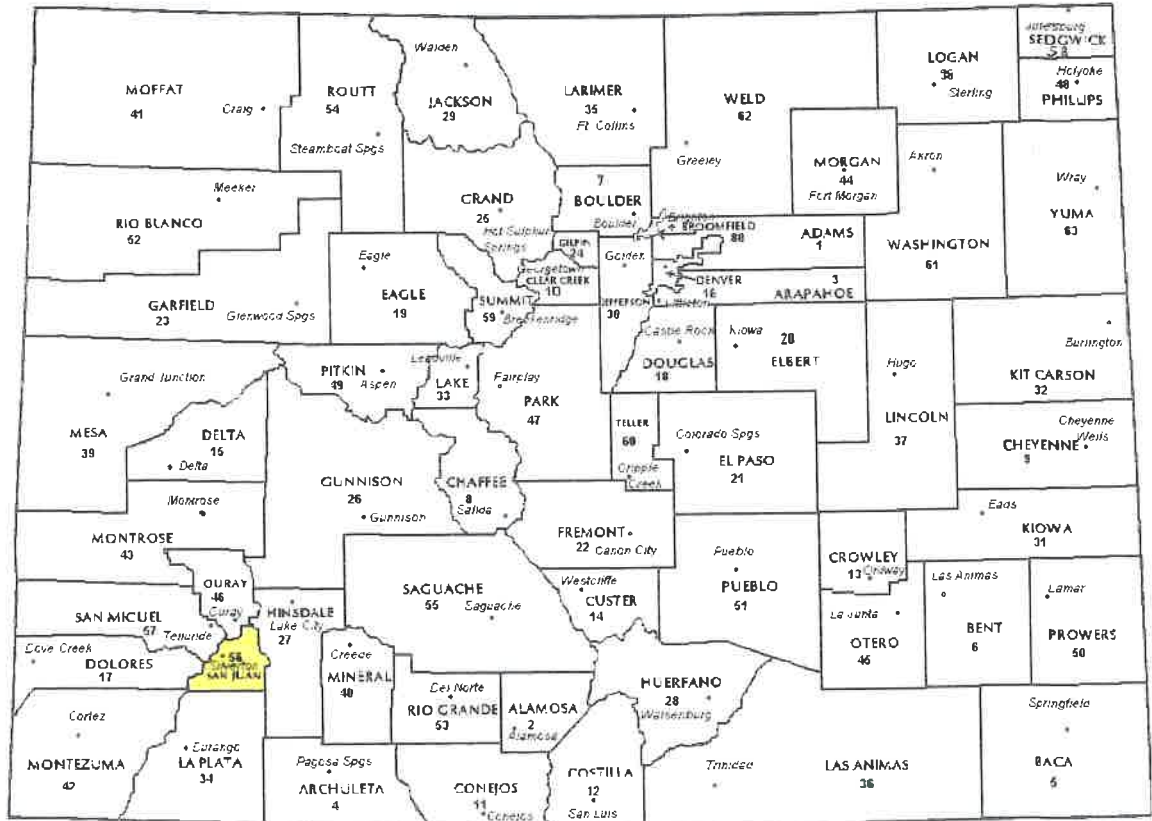 MOFFAT
41
Craig
ROUTT
54
Steamboat Spgs
Walden
JACKSON
29
LARIMER
35
Ft. Collins
WELD
62
Greeley
LOGAN
Sterling
SEDGWICK
Holyoke
48
PHILLIPS
MORGAN
44
Fort Morgan
Akron
WASHINGTON
61
Wray
YUMA
63
Meeker
RIO BLANCO
52
GRAND
25
Hot Sulphur
Springs
7
BOULDER
Boulder
GILPIN
24
Brighton
BROOMFIELD
80
ADAMS
1
Golden
JEFFERSON
30
DENVER
16
Littleton
3
ARAPAHOE
Georgetown
CLEAR CREEK
10
GARFIELD
23
Glenwood Spgs
Eagle
EAGLE
19
SUMMIT
59
Breckenridge
Castle Rock
DOUGLAS
18
Kiowa
20
ELBERT
Hugo
LINCOLN
37
Burlington
KIT CARSON
32
Grand Junction
MESA
39
PITKIN
49
Aspen
Leadville
LAKE
33
Fairplay
PARK
47
TELLER
60
Cripple
Creek
Colorado Spgs
EL PASO
21
Cheyenne
Wells
CHEYENNE
9
DELTA
15
Delta
GUNNISON
26
Gunnison
CHAFFEE
8
Salida
FREMONT
22
Canon City
Eads
KIOWA
31
Montrose
MONTROSE
43
OURAY
46
Ouray
SAGUACHE
55
Saguache
Westcliffe
CUSTER
14
Pueblo
PUEBLO
51
CROWLEY
13
Ordway
Las Animas
BENT
6
Lamar
PROWERS
50
La Junta
OTERO
45
SAN MIGUEL
57
Telluride
HINSDALE
Lake City
27
Dove Creek
DOLORES
17
56
Silverton
SAN JUAN
Creede
MINERAL
40
Del Norte
RIO GRANDE
53
ALAMOSA
2
Alamosa
HUERFANO
28
Walsenburg
Cortez
MONTEZUMA
42
Durango
LA PLATA
34
Pagosa Spgs
ARCHULETA
4
CONEJOS
11
Conejos
COSTILLA
12
San Luis
Trinidad
LAS ANIMAS
36
Springfield
BACA
5